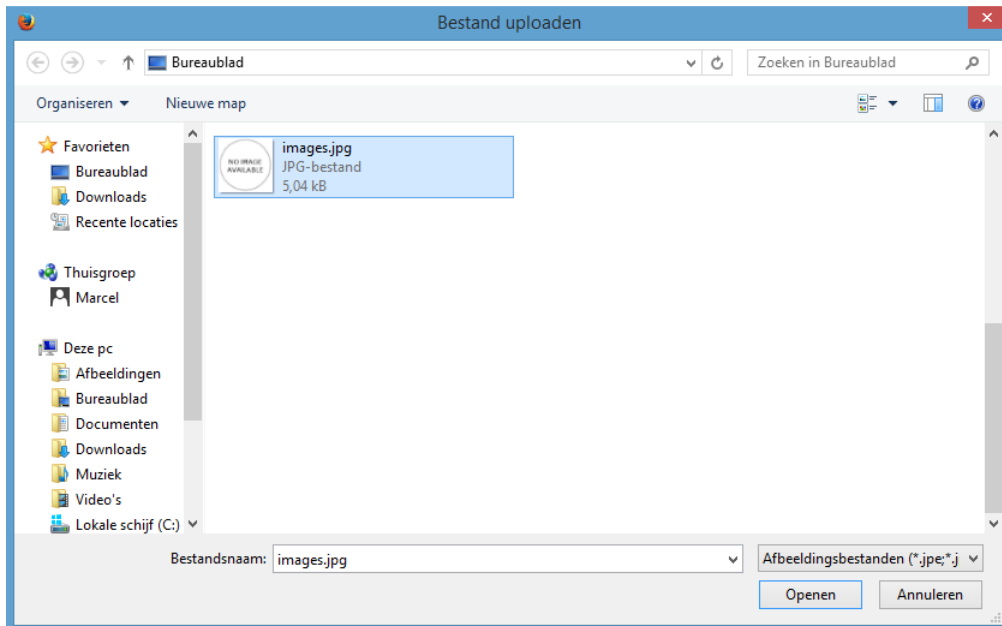 Bestand uploaden
Bureaublad
Zoeken in Bureaublad
Organiseren
Nieuwe map
Favorieten
Bureaublad
Downloads
Recente locaties
Thuisgroep
Marcel
Deze pc
Afbeeldingen
Bureaublad
Documenten
Downloads
Muziek
Video's
Lokale schijf (C:)
NO IMAGE
AVAILABLE
images.jpg
JPG-bestand
5,04 kB
Bestandsnaam: images.jpg
Afbeeldingsbestanden (*.jpe;*.j
Openen
Annuleren